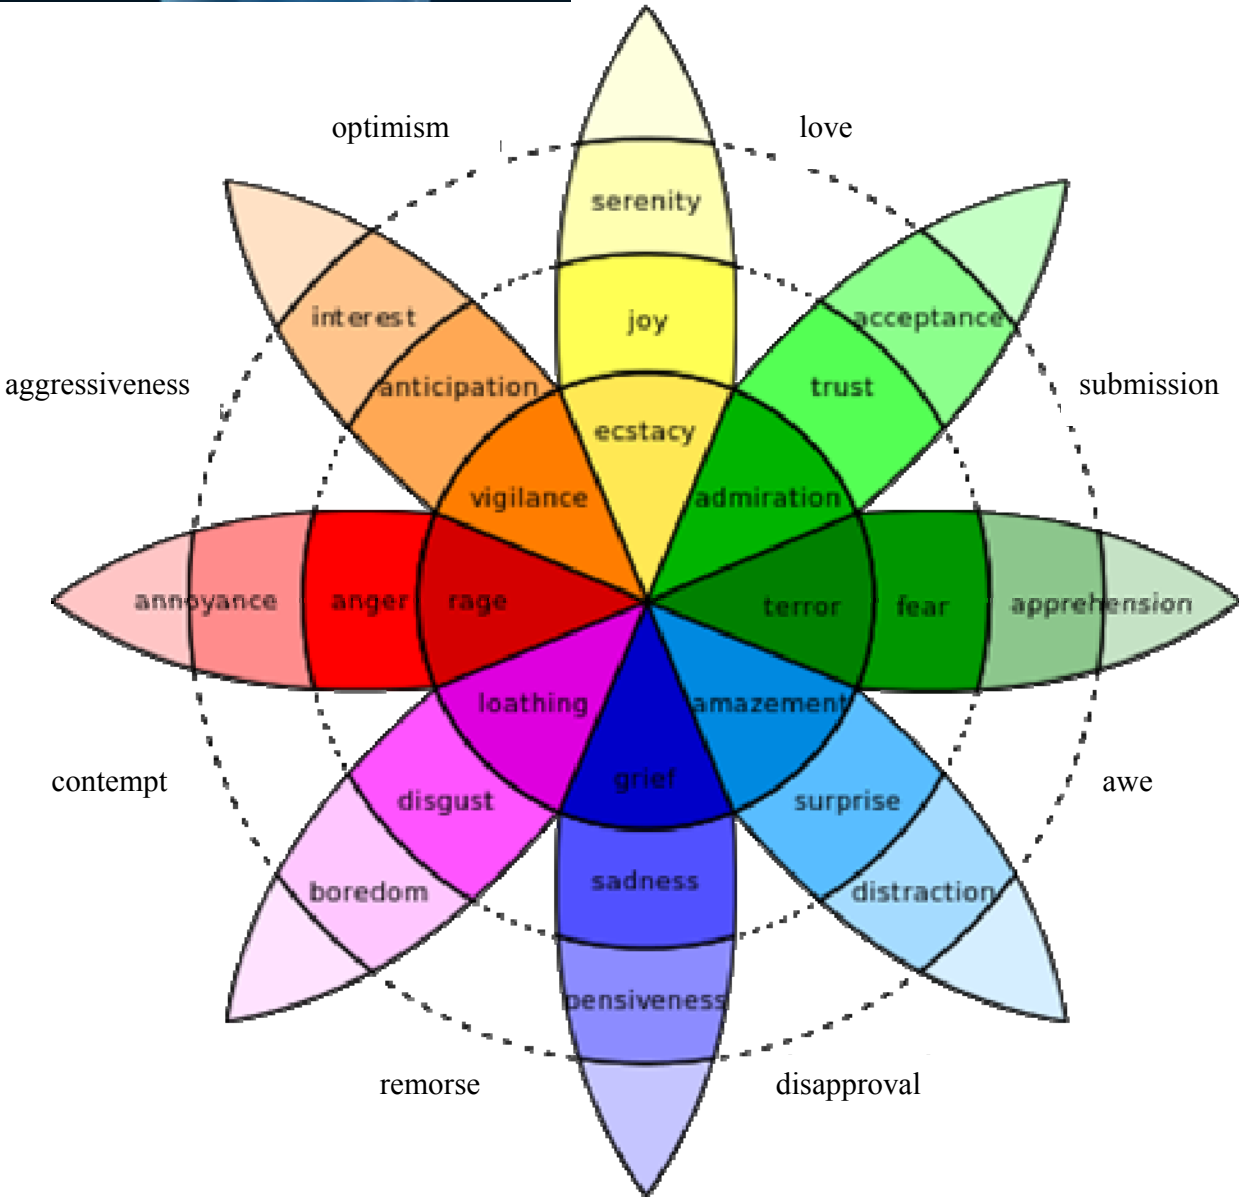 optimism
love
serenity
interest
joy
acceptance
aggressiveness
anticipation
trust
submission
ecstacy
vigilance
admiration
annoyance
anger
rage
terror
fear
apprehension
loathing
amazement
contempt
grief
awe
disgust
surprise
sadness
boredom
distraction
pensiveness
remorse
disapproval